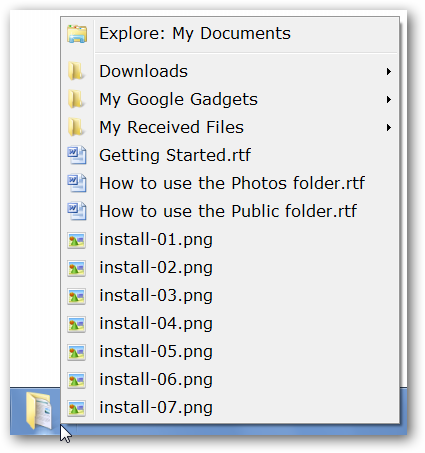 Explore: My Documents
Downloads
My Google Gadgets
My Received Files
Getting Started.rtf
How to use the Photos folder.rtf
How to use the Public folder.rtf
install-01.png
install-02.png
install-03.png
install-04.png
install-05.png
install-06.png
install-07.png